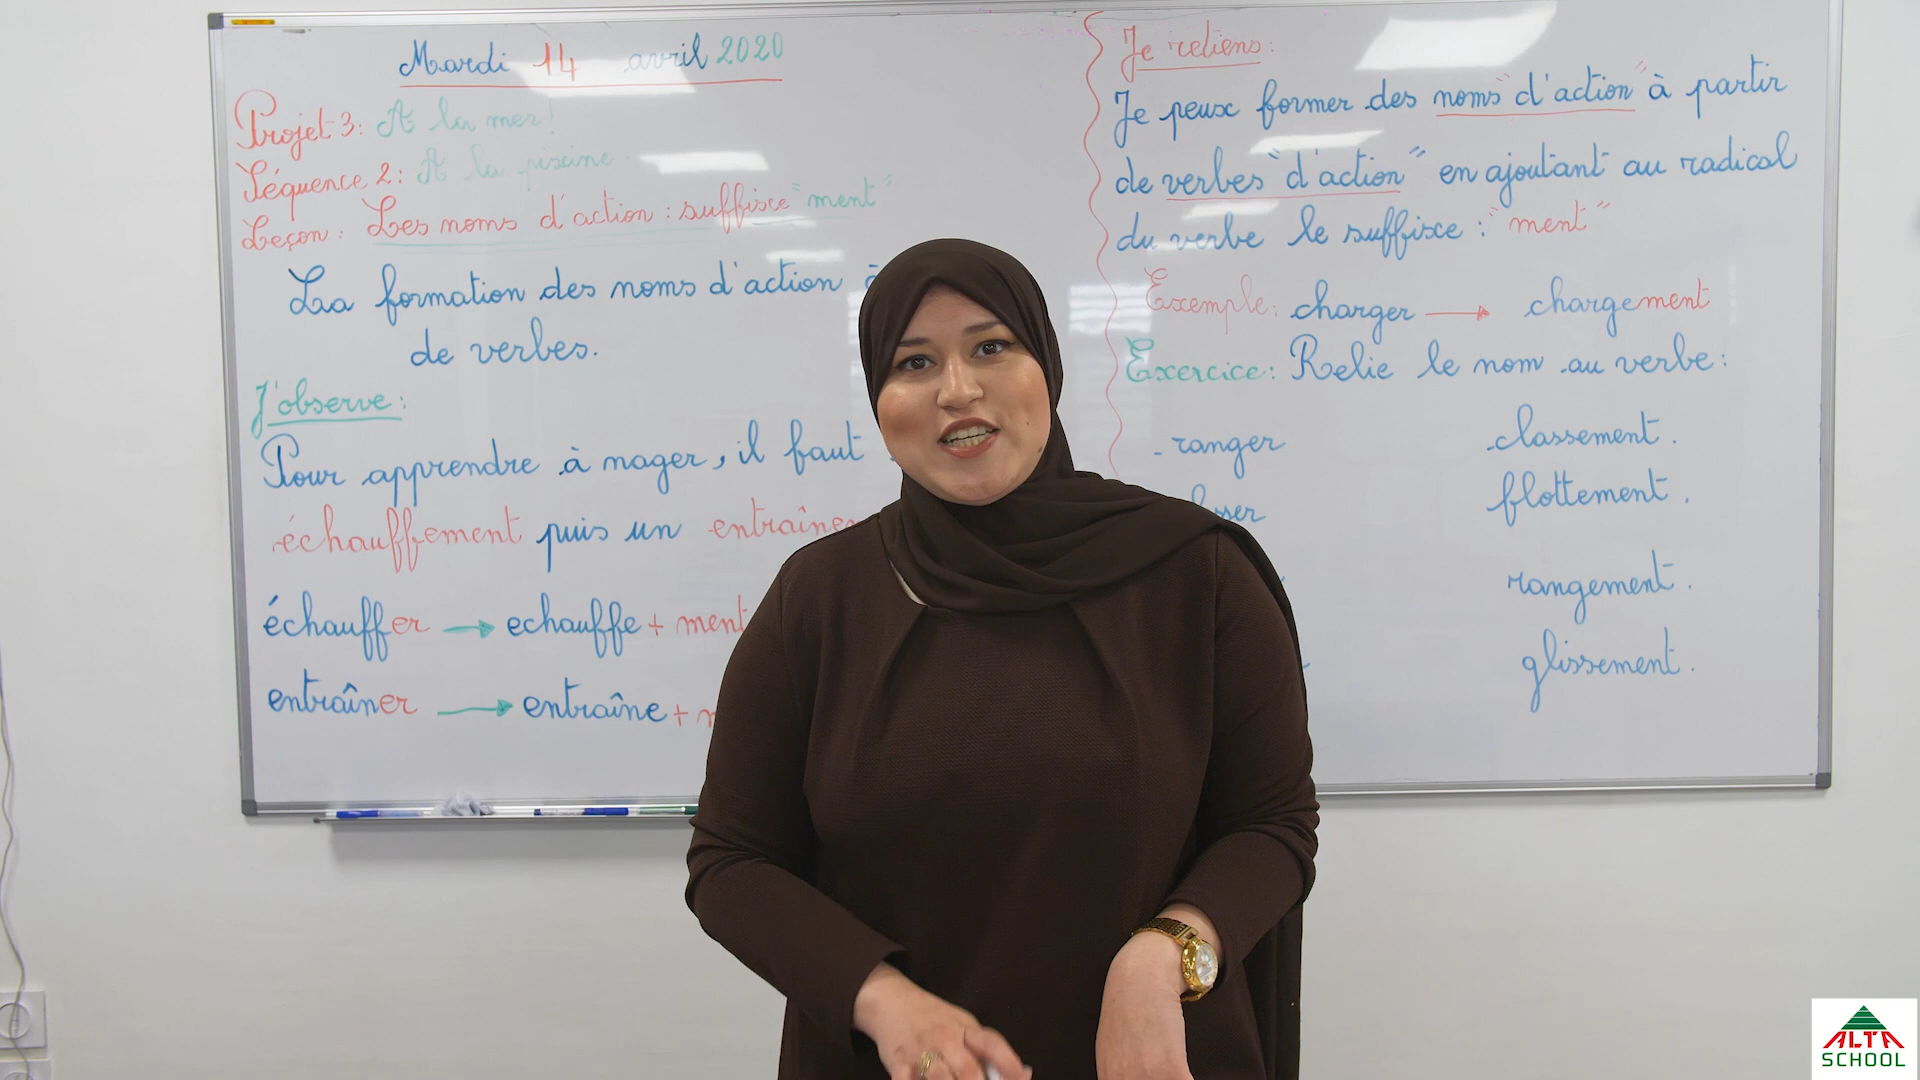 Mardi 14 avril 2020
Projet 3: A la mer!
Séquence 2: A la piscine.
Leçon: Les noms d'action : suffixe "ment"
La formation des noms d'action à
de verbes.
J'observe:
Pour apprendre à nager, il faut
échauffement puis un
échauffer → echauffe + ment
entraîner → entraîne +
Je retiens:
Je peux former des noms "d'action" à partir
de verbes "d'action" en ajoutant au radical
du verbe le suffixe : "ment"
Exemple: charger → chargement
Exercice: Relie le nom au verbe:
- ranger classement.
flottement.
rangement.
glissement.
ALTA
SCHOOL